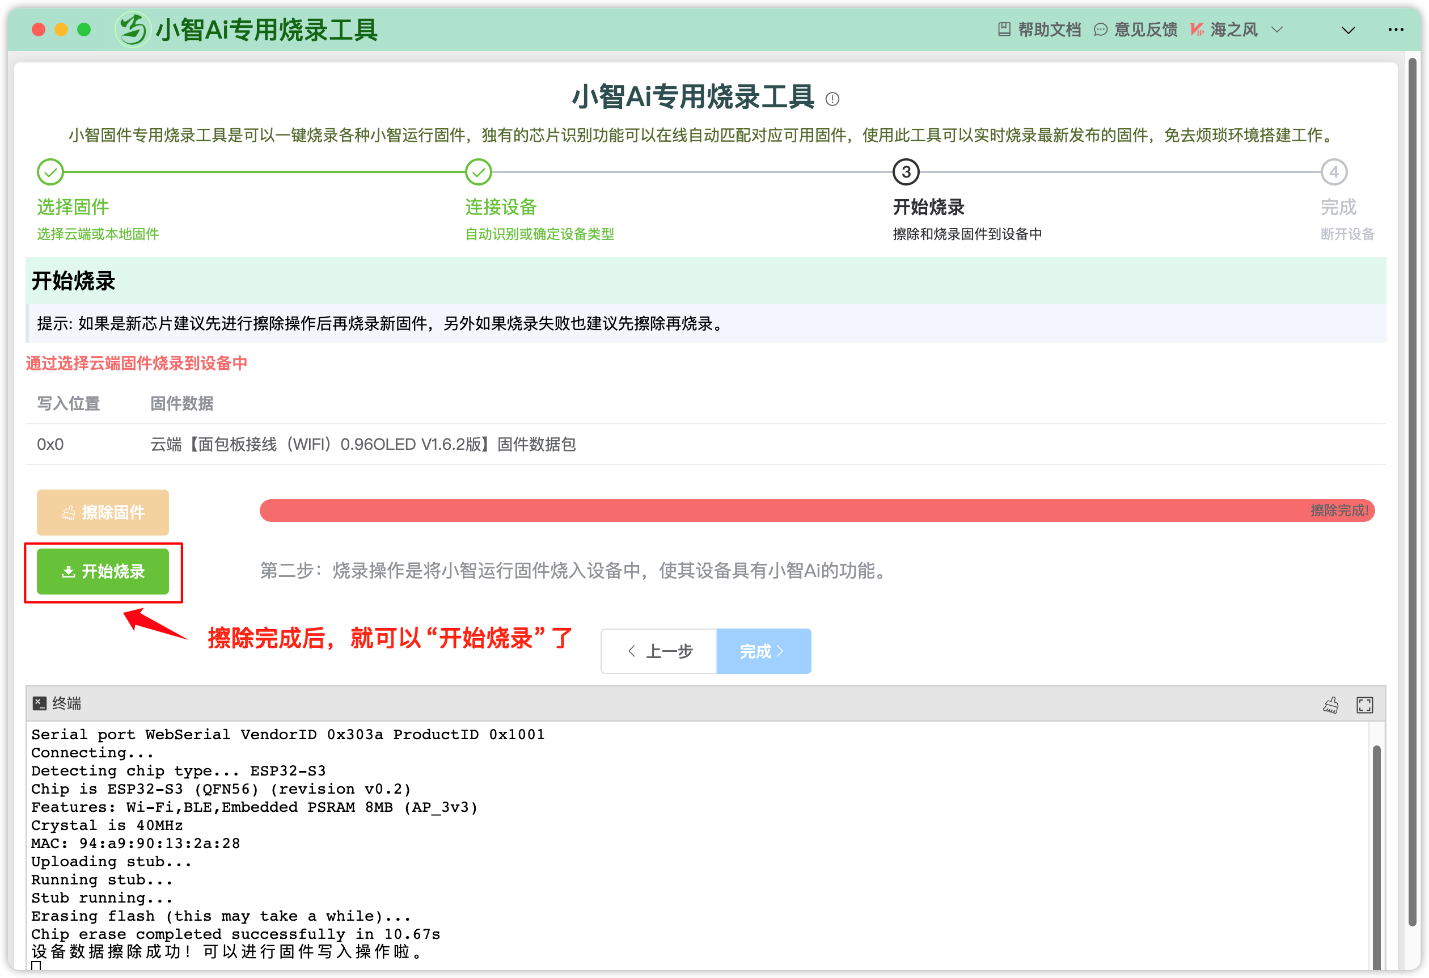 小智Ai专用烧录工具
帮助文档 意见反馈 海之风
小智Ai专用烧录工具
小智固件专用烧录工具是可以一键烧录各种小智运行固件，独有的芯片识别功能可以在线自动匹配对应可用固件，使用此工具可以实时烧录最新发布的固件，免去烦琐环境搭建工作。
选择固件
选择云端或本地固件
连接设备
自动识别或确定设备类型
3
开始烧录
擦除和烧录固件到设备中
4
完成
断开设备
开始烧录
提示: 如果是新芯片建议先进行擦除操作后再烧录新固件，另外如果烧录失败也建议先擦除再烧录。
通过选择云端固件烧录到设备中
写入位置 固件数据
0x0 云端【面包板接线（WIFI）0.96OLED V1.6.2版】固件数据包
擦除固件 擦除完成!
开始烧录 第二步：烧录操作是将小智运行固件烧入设备中，使其设备具有小智Ai的功能。
擦除完成后，就可以“开始烧录”了
上一步 完成
终端
Serial port WebSerial VendorID 0x303a ProductID 0x1001
Connecting...
Detecting chip type... ESP32-S3
Chip is ESP32-S3 (QFN56) (revision v0.2)
Features: Wi-Fi,BLE,Embedded PSRAM 8MB (AP_3v3)
Crystal is 40MHz
MAC: 94:a9:90:13:2a:28
Uploading stub...
Running stub...
Stub running...
Erasing flash (this may take a while)...
Chip erase completed successfully in 10.67s
设备数据擦除成功！可以进行固件写入操作啦。